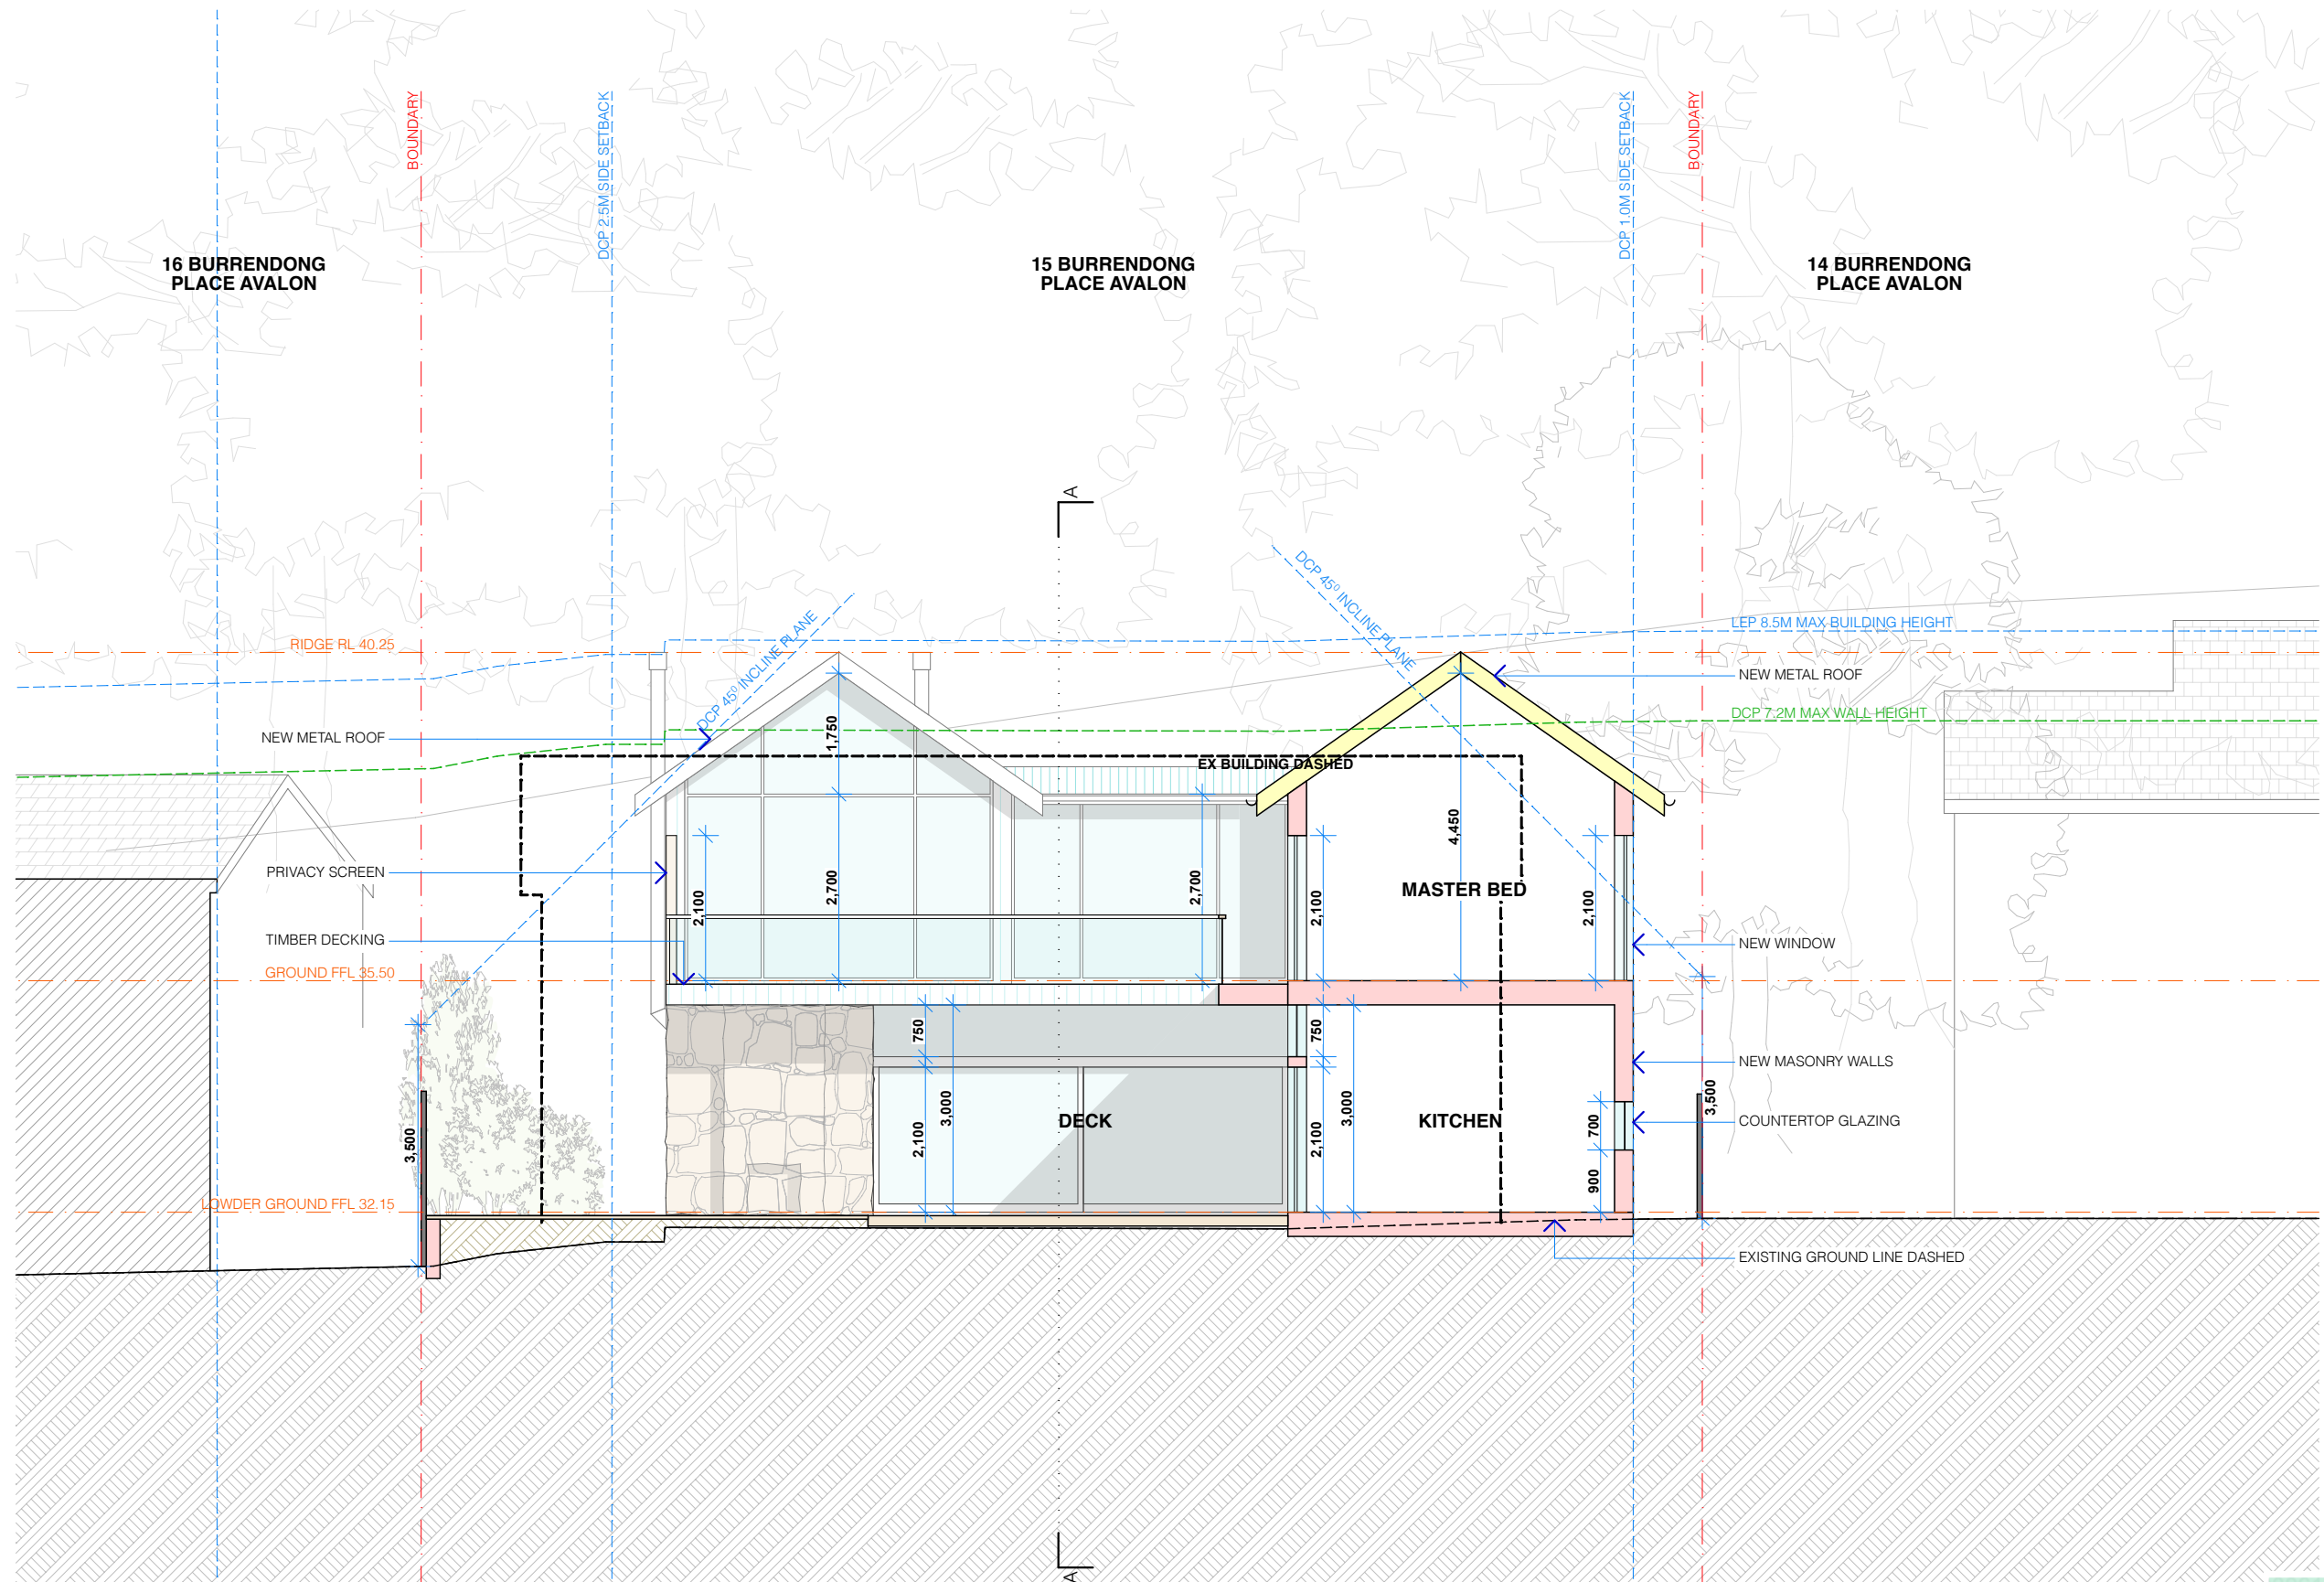 BOUNDARY
DCP 2.5M SIDE SETBACK
DCP 1.0M SIDE SETBACK
BOUNDARY
16 BURRENDONG
PLACE AVALON
15 BURRENDONG
PLACE AVALON
14 BURRENDONG
PLACE AVALON
A
DCP 45⁰ INCLINE PLANE
DCP 45⁰ INCLINE PLANE
LEP 8.5M MAX BUILDING HEIGHT
RIDGE RL 40.25
NEW METAL ROOF
DCP 7.2M MAX WALL HEIGHT
NEW METAL ROOF
1,750
EX BUILDING DASHED
4,450
PRIVACY SCREEN
2,100
2,700
2,700
2,100
MASTER BED
2,100
TIMBER DECKING
NEW WINDOW
GROUND FFL 35.50
750
750
NEW MASONRY WALLS
3,500
3,500
2,100
3,000
DECK
2,100
3,000
KITCHEN
700
COUNTERTOP GLAZING
900
LOWDER GROUND FFL 32.15
EXISTING GROUND LINE DASHED
A